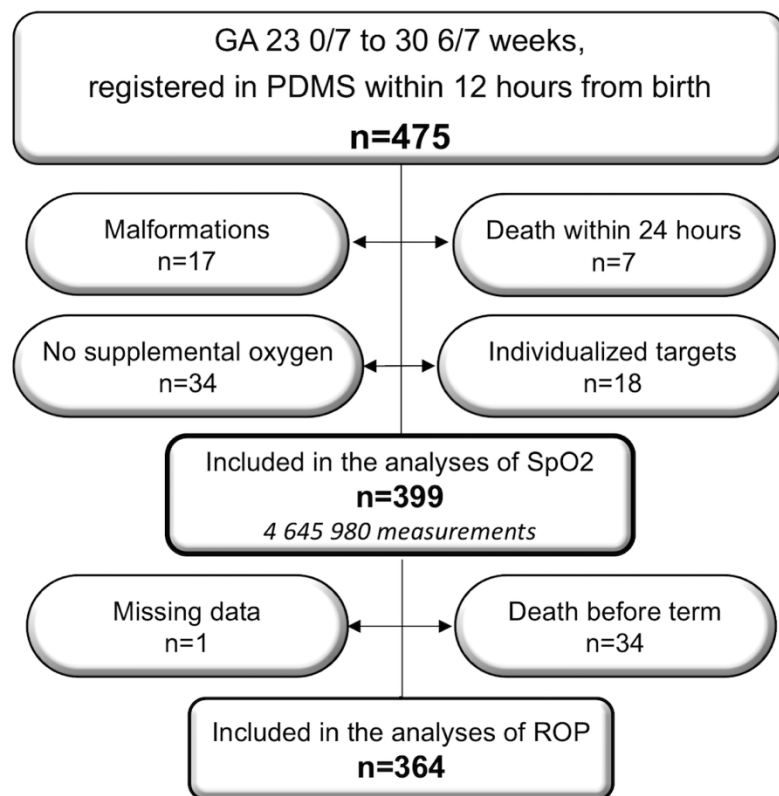 GA 23 0/7 to 30 6/7 weeks,
registered in PDMS within 12 hours from birth
n=475
Malformations
n=17
Death within 24 hours
n=7
No supplemental oxygen
n=34
Individualized targets
n=18
Included in the analyses of SpO2
n=399
4 645 980 measurements
Missing data
n=1
Death before term
n=34
Included in the analyses of ROP
n=364